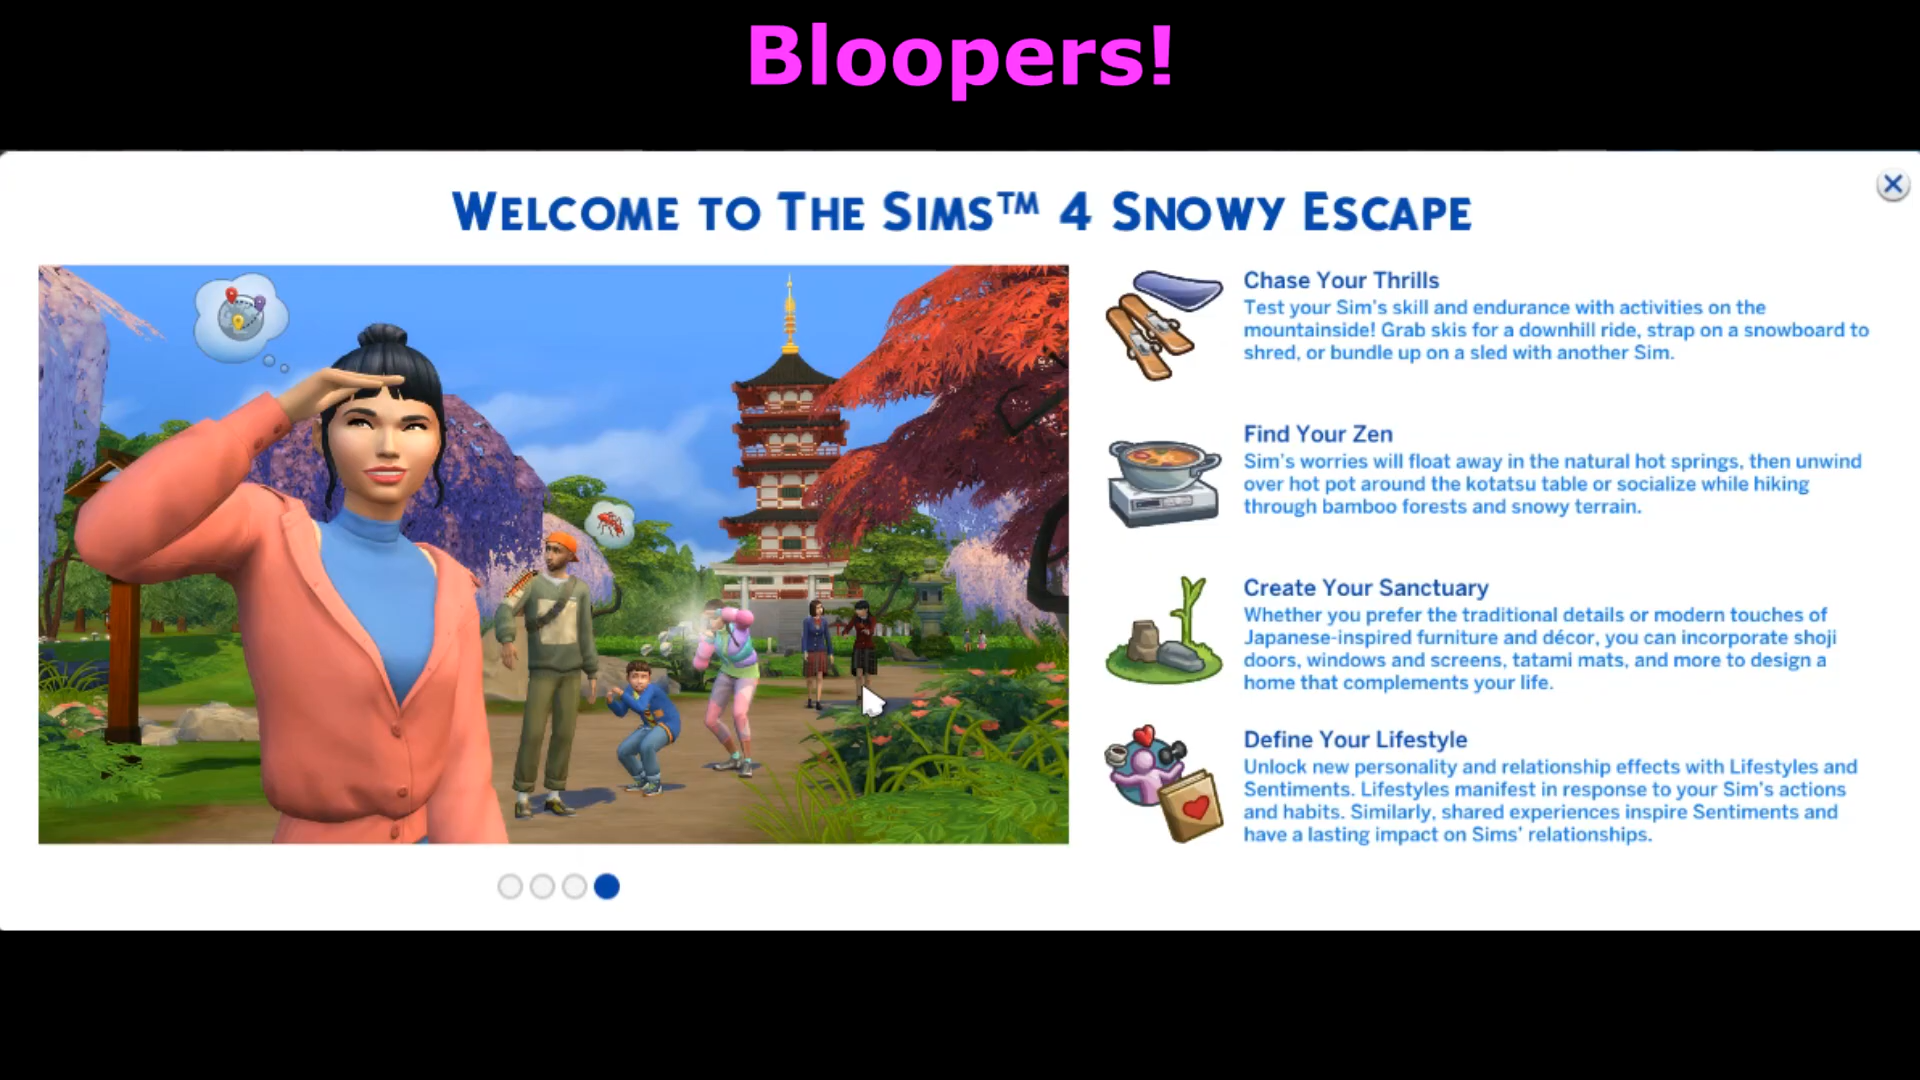 Bloopers!
WELCOME TO THE SIMS™ 4 SNOWY ESCAPE
Chase Your Thrills
Test your Sim's skill and endurance with activities on the
mountainside! Grab skis for a downhill ride, strap on a snowboard to
shred, or bundle up on a sled with another Sim.
Find Your Zen
Sim's worries will float away in the natural hot springs, then unwind
over hot pot around the kotatsu table or socialize while hiking
through bamboo forests and snowy terrain.
Create Your Sanctuary
Whether you prefer the traditional details or modern touches of
Japanese-inspired furniture and décor, you can incorporate shoji
doors, windows and screens, tatami mats, and more to design a
home that complements your life.
Define Your Lifestyle
Unlock new personality and relationship effects with Lifestyles and
Sentiments. Lifestyles manifest in response to your Sim's actions
and habits. Similarly, shared experiences inspire Sentiments and
have a lasting impact on Sims' relationships.